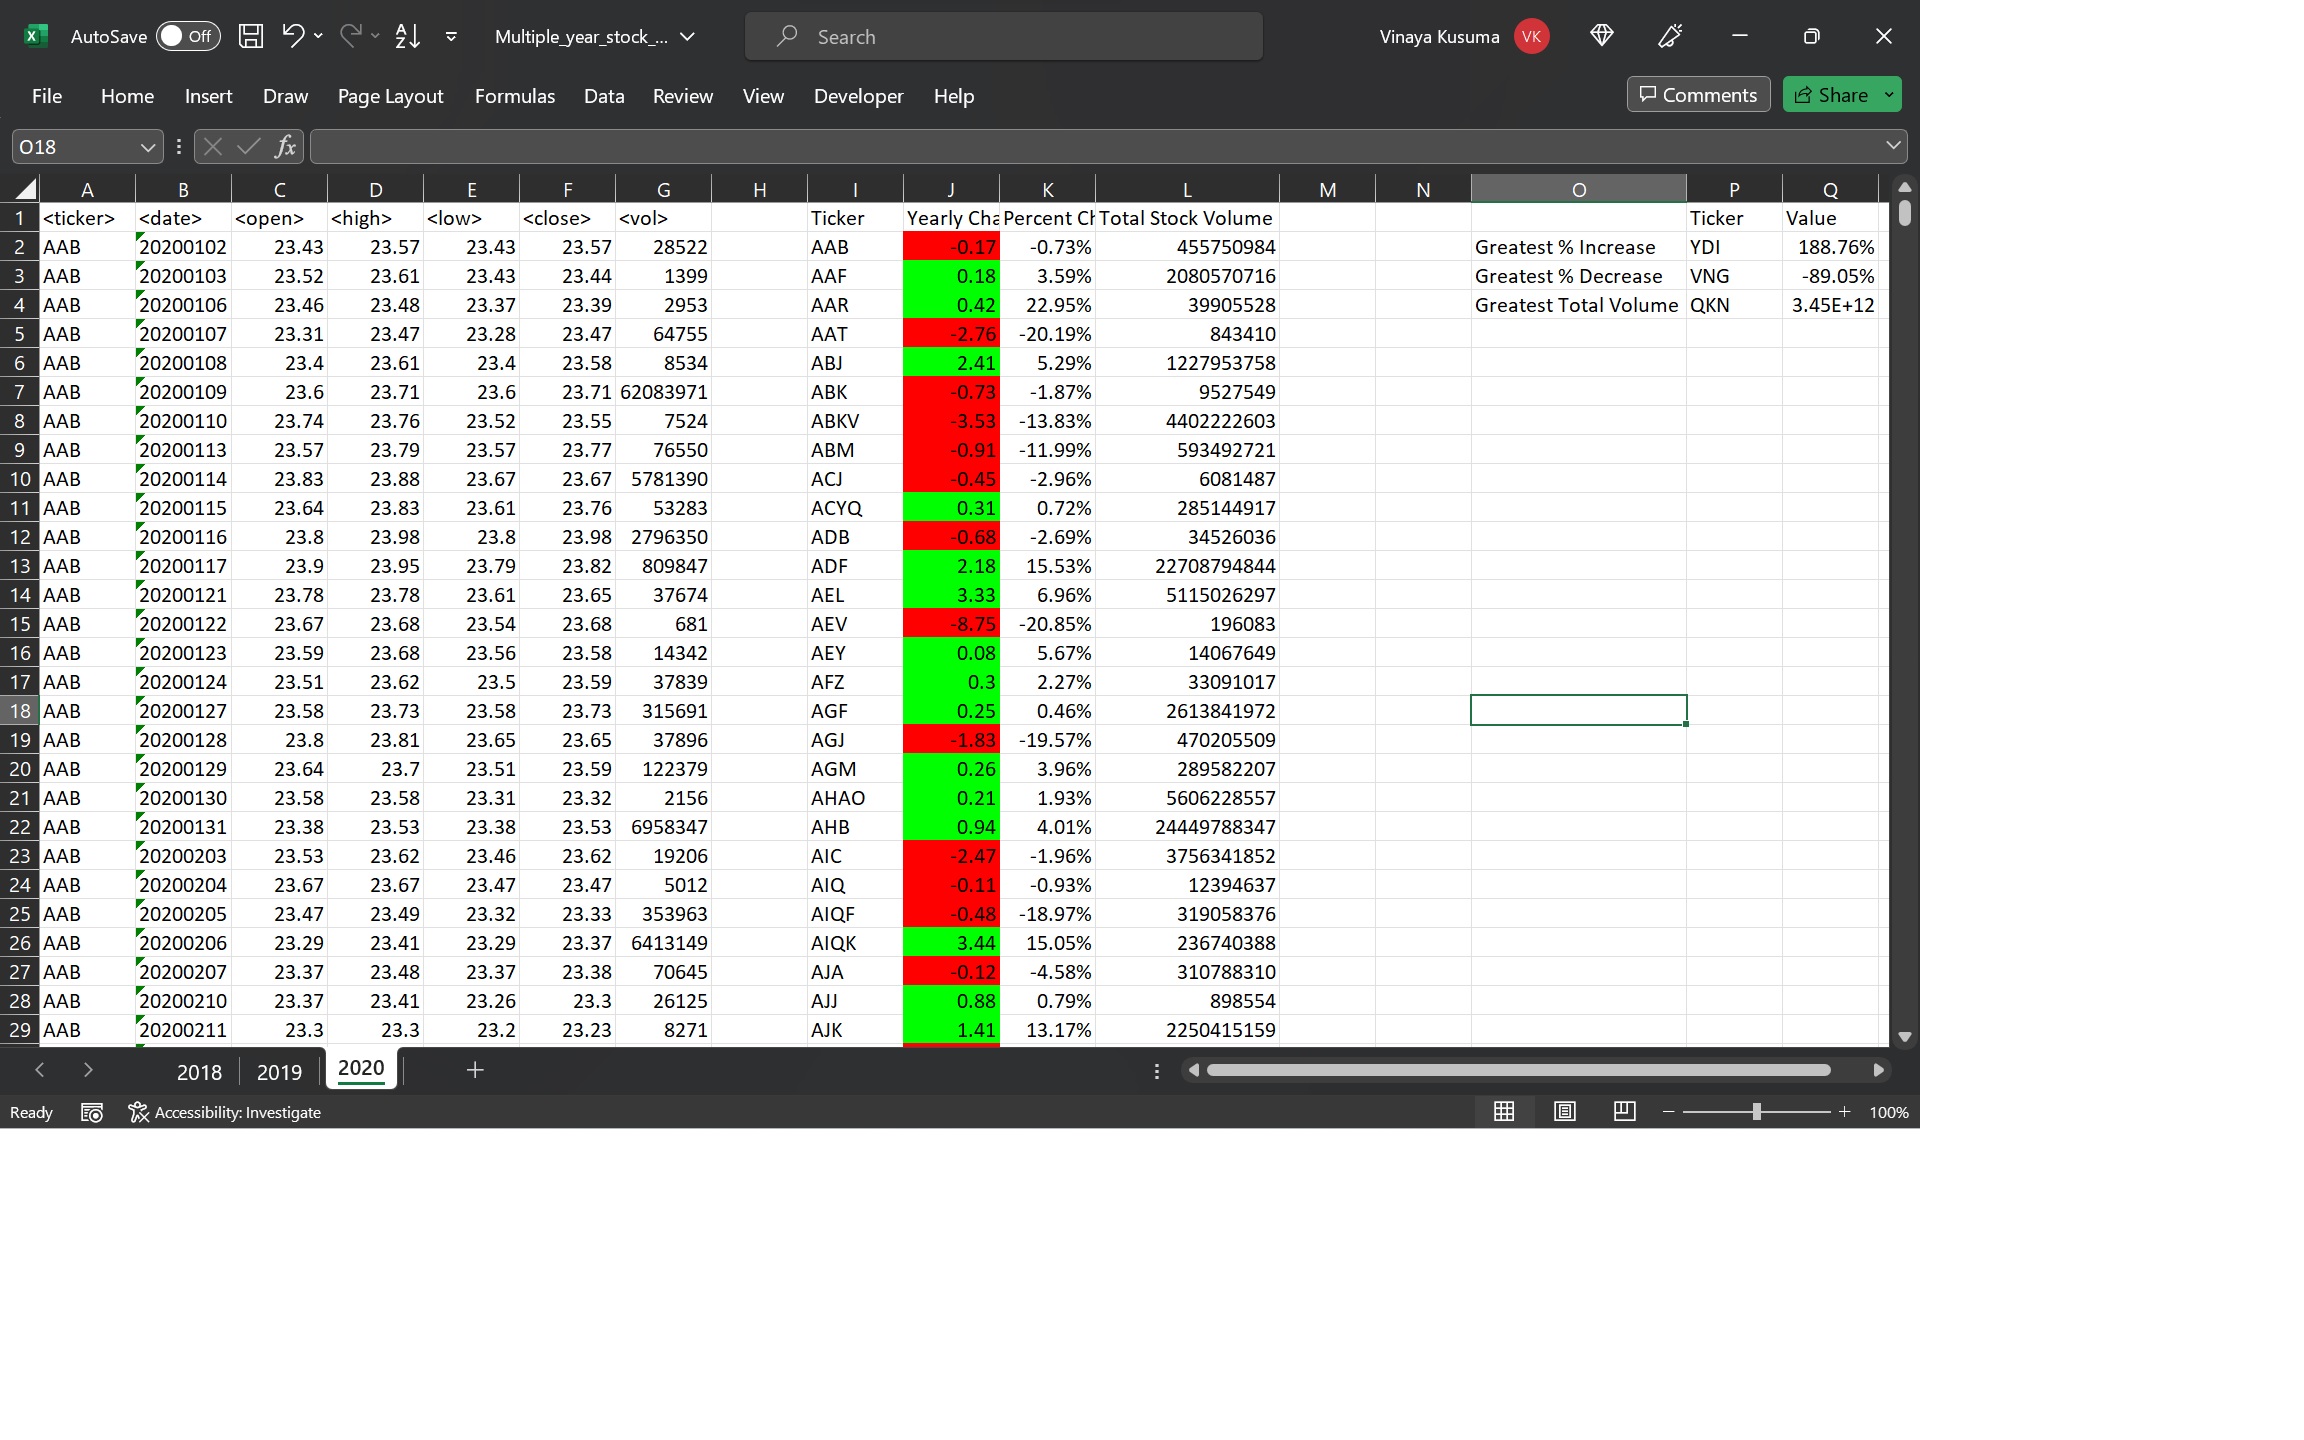 AutoSave Off Multiple_year_stock_... Search Vinaya Kusuma VK
File Home Insert Draw Page Layout Formulas Data Review View Developer Help Comments Share
O18 fx
A B C D E F G H I J K L M N O P Q
1 <ticker> <date> <open> <high> <low> <close> <vol> Ticker Yearly Cha Percent Ch Total Stock Volume Ticker Value
2 AAB 20200102 23.43 23.57 23.43 23.57 28522 AAB -0.17 -0.73% 455750984 Greatest % Increase YDI 188.76%
3 AAB 20200103 23.52 23.61 23.43 23.44 1399 AAF 0.18 3.59% 2080570716 Greatest % Decrease VNG -89.05%
4 AAB 20200106 23.46 23.48 23.37 23.39 2953 AAR 0.42 22.95% 39905528 Greatest Total Volume QKN 3.45E+12
5 AAB 20200107 23.31 23.47 23.28 23.47 64755 AAT -2.76 -20.19% 843410
6 AAB 20200108 23.4 23.61 23.4 23.58 8534 ABJ 2.41 5.29% 1227953758
7 AAB 20200109 23.6 23.71 23.6 23.71 62083971 ABK -0.73 -1.87% 9527549
8 AAB 20200110 23.74 23.76 23.52 23.55 7524 ABKV -3.53 -13.83% 4402222603
9 AAB 20200113 23.57 23.79 23.57 23.77 76550 ABM -0.91 -11.99% 593492721
10 AAB 20200114 23.83 23.88 23.67 23.67 5781390 ACJ -0.45 -2.96% 6081487
11 AAB 20200115 23.64 23.83 23.61 23.76 53283 ACYQ 0.31 0.72% 285144917
12 AAB 20200116 23.8 23.98 23.8 23.98 2796350 ADB -0.68 -2.69% 34526036
13 AAB 20200117 23.9 23.95 23.79 23.82 809847 ADF 2.18 15.53% 22708794844
14 AAB 20200121 23.78 23.78 23.61 23.65 37674 AEL 3.33 6.96% 5115026297
15 AAB 20200122 23.67 23.68 23.54 23.68 681 AEV -8.75 -20.85% 196083
16 AAB 20200123 23.59 23.68 23.56 23.58 14342 AEY 0.08 5.67% 14067649
17 AAB 20200124 23.51 23.62 23.5 23.59 37839 AFZ 0.3 2.27% 33091017
18 AAB 20200127 23.58 23.73 23.58 23.73 315691 AGF 0.25 0.46% 2613841972
19 AAB 20200128 23.8 23.81 23.65 23.65 37896 AGJ -1.83 -19.57% 470205509
20 AAB 20200129 23.64 23.7 23.51 23.59 122379 AGM 0.26 3.96% 289582207
21 AAB 20200130 23.58 23.58 23.31 23.32 2156 AHAO 0.21 1.93% 5606228557
22 AAB 20200131 23.38 23.53 23.38 23.53 6958347 AHB 0.94 4.01% 24449788347
23 AAB 20200203 23.53 23.62 23.46 23.62 19206 AIC -2.47 -1.96% 3756341852
24 AAB 20200204 23.67 23.67 23.47 23.47 5012 AIQ -0.11 -0.93% 12394637
25 AAB 20200205 23.47 23.49 23.32 23.33 353963 AIQF -0.48 -18.97% 319058376
26 AAB 20200206 23.29 23.41 23.29 23.37 6413149 AIQK 3.44 15.05% 236740388
27 AAB 20200207 23.37 23.48 23.37 23.38 70645 AJA -0.12 -4.58% 310788310
28 AAB 20200210 23.37 23.41 23.26 23.3 26125 AJJ 0.88 0.79% 898554
29 AAB 20200211 23.3 23.3 23.2 23.23 8271 AJK 1.41 13.17% 2250415159
2018 2019 2020
Ready Accessibility: Investigate 100%